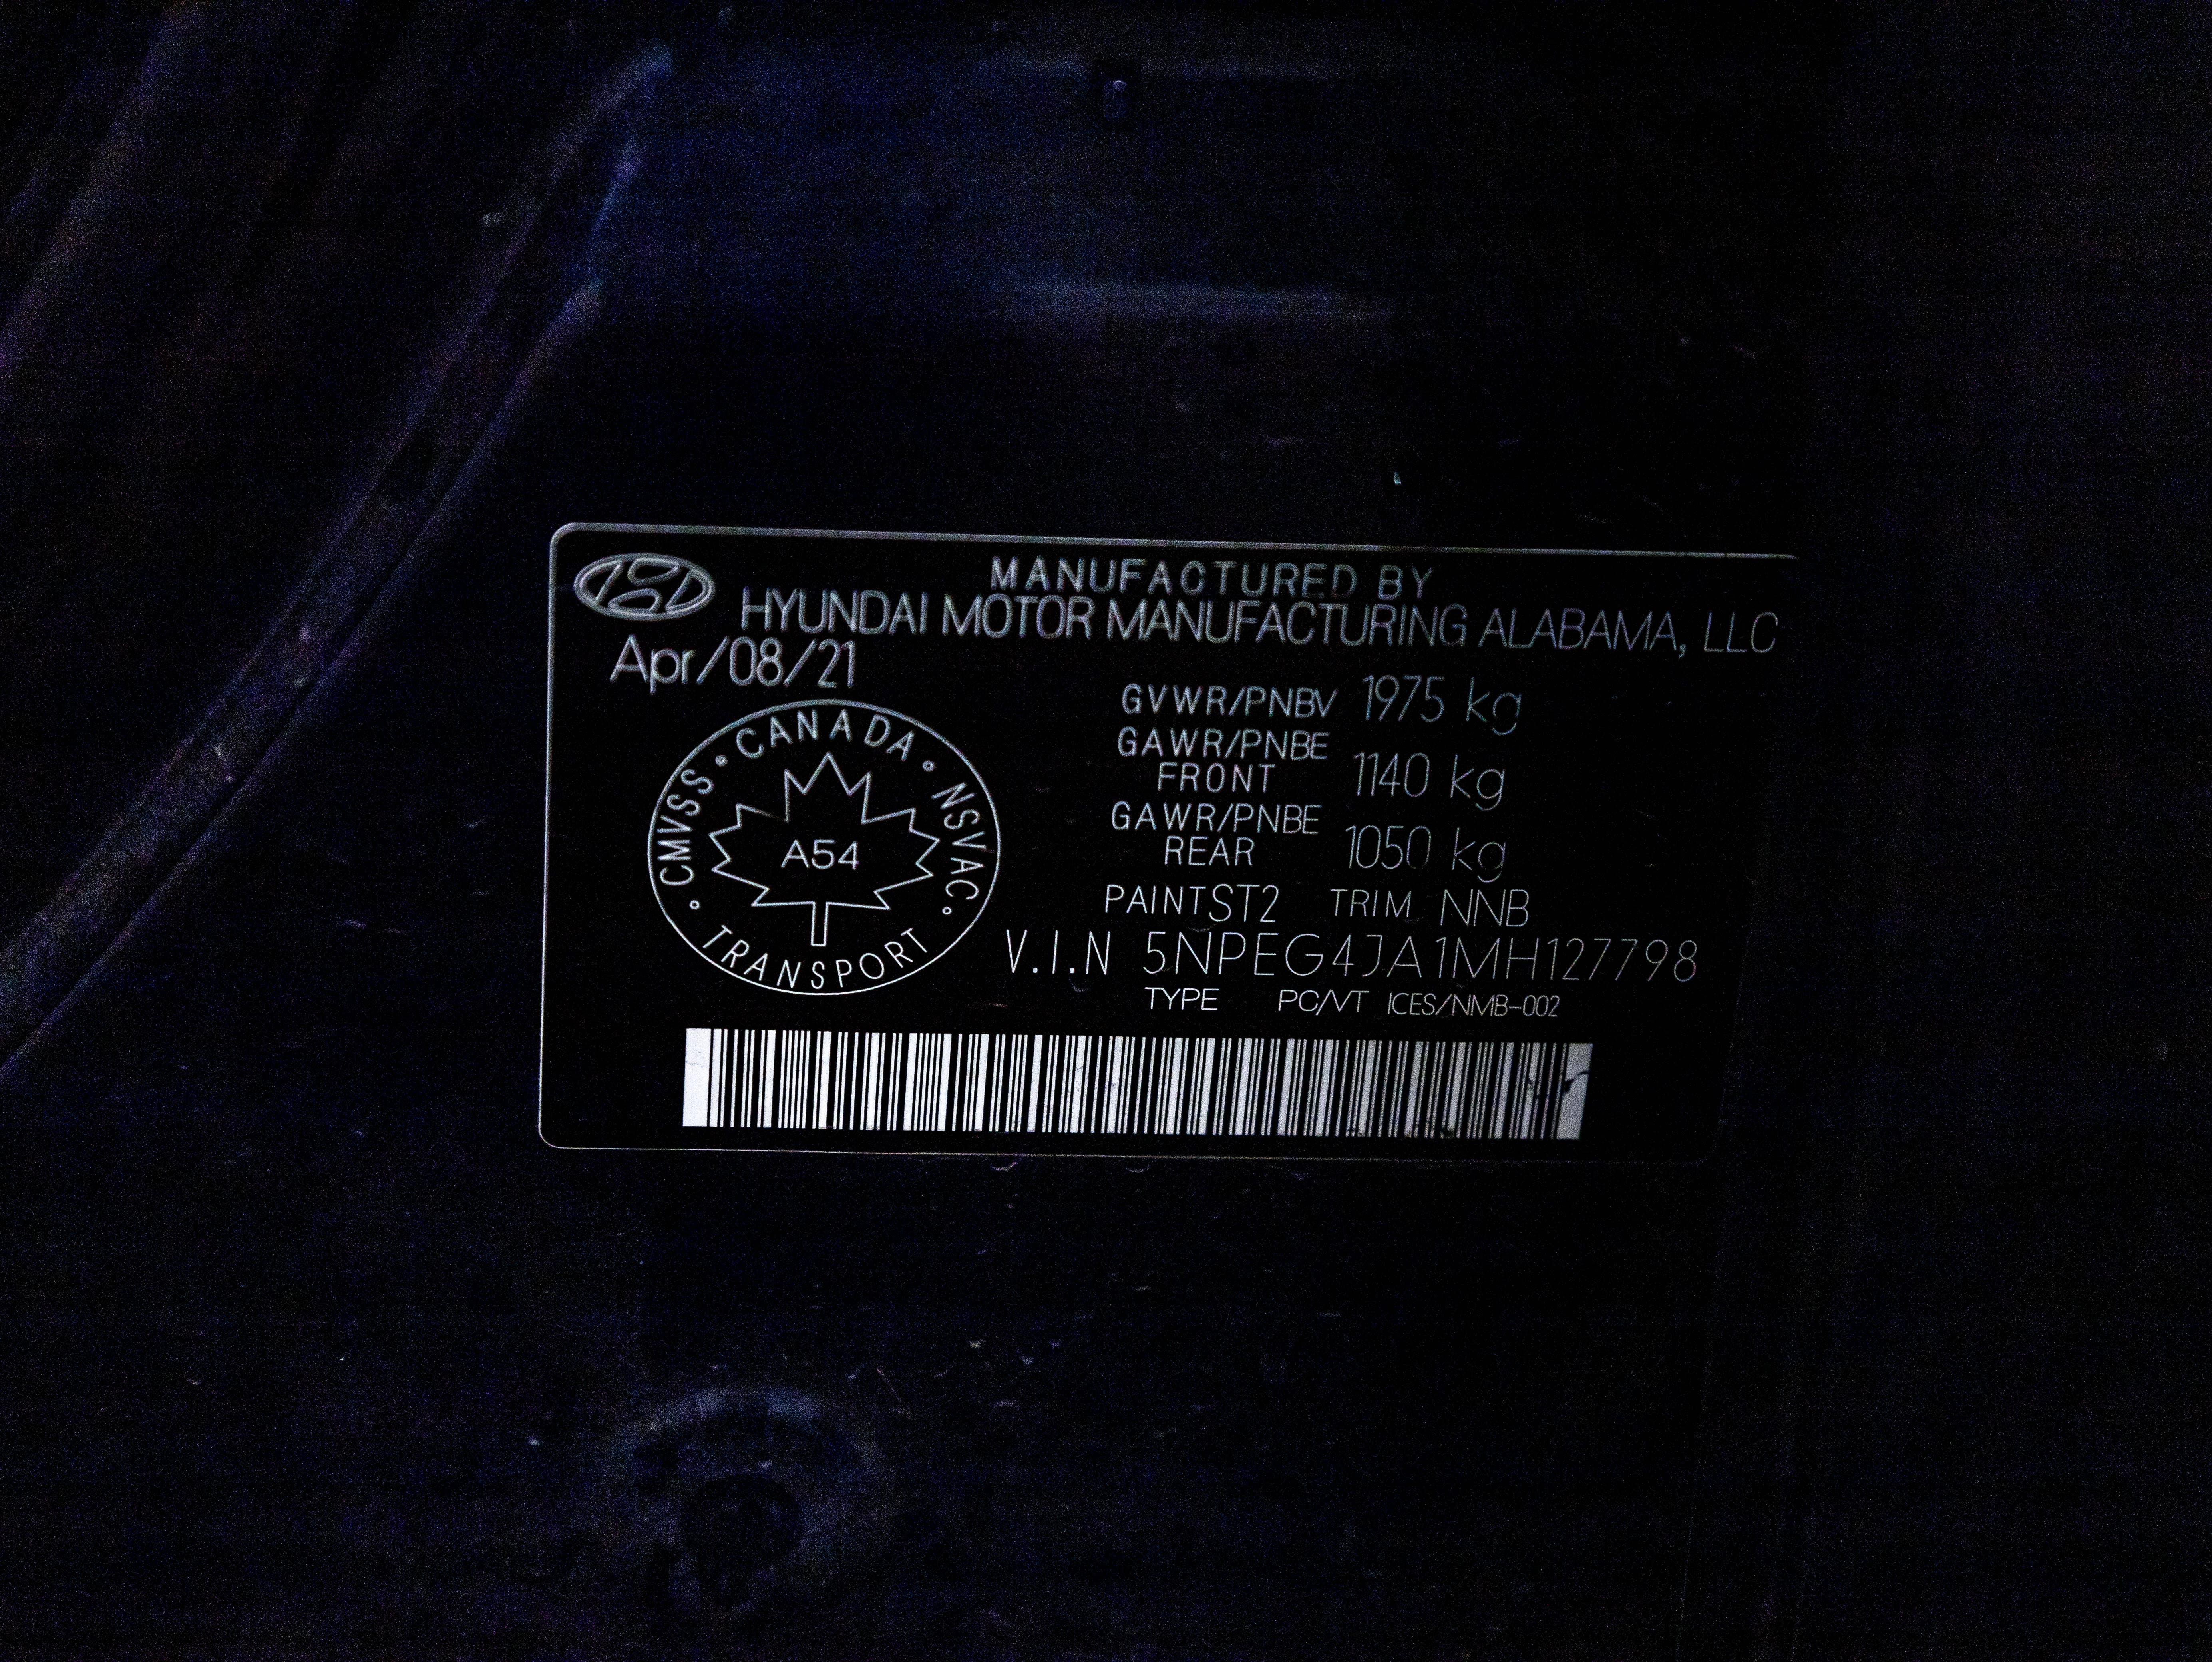 MANUFACTURED BY
HYUNDAI MOTOR MANUFACTURING ALABAMA, LLC
Apr/08/21
GVWR/PNBV 1975 kg
GAWR/PNBE
FRONT 1140 kg
GAWR/PNBE
REAR 1050 kg
CMVSS • CANADA • NSVAC • TRANSPORT •
A54
PAINT ST2 TRIM NNB
V.I.N 5NPEG4JA1MH127798
TYPE PC/VT ICES/NMB-002